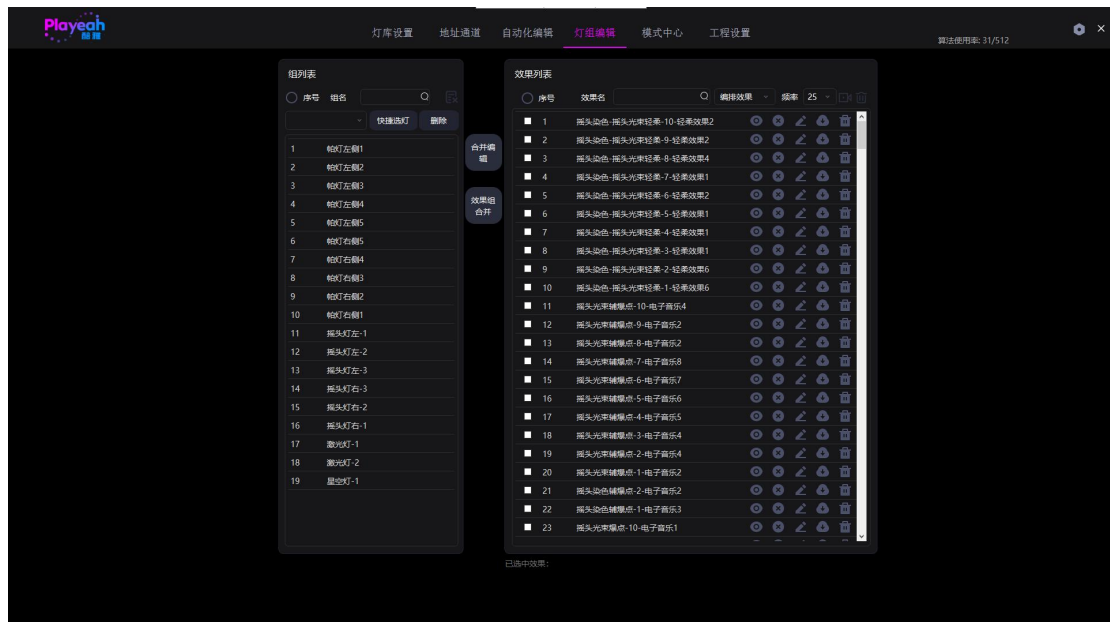 Playeah
酷雅
灯库设置 地址通道 自动化编辑 灯组编辑 模式中心 工程设置
算法使用率: 31/512
组列表
序号 组名
快捷选灯 删除
1 帕灯左侧1
2 帕灯左侧2
3 帕灯左侧3
4 帕灯左侧4
5 帕灯左侧5
6 帕灯右侧5
7 帕灯右侧4
8 帕灯右侧3
9 帕灯右侧2
10 帕灯右侧1
11 摇头灯左-1
12 摇头灯左-2
13 摇头灯左-3
14 摇头灯右-3
15 摇头灯右-2
16 摇头灯右-1
17 激光灯-1
18 激光灯-2
19 星空灯-1
合并编
辑
效果组
合并
效果列表
序号 效果名 编排效果 频率 25
1 摇头染色-摇头光束轻柔-10-轻柔效果2
2 摇头染色-摇头光束轻柔-9-轻柔效果2
3 摇头染色-摇头光束轻柔-8-轻柔效果4
4 摇头染色-摇头光束轻柔-7-轻柔效果1
5 摇头染色-摇头光束轻柔-6-轻柔效果2
6 摇头染色-摇头光束轻柔-5-轻柔效果1
7 摇头染色-摇头光束轻柔-4-轻柔效果1
8 摇头染色-摇头光束轻柔-3-轻柔效果1
9 摇头染色-摇头光束轻柔-2-轻柔效果6
10 摇头染色-摇头光束轻柔-1-轻柔效果6
11 摇头光束辅爆点-10-电子音乐4
12 摇头光束辅爆点-9-电子音乐2
13 摇头光束辅爆点-8-电子音乐2
14 摇头光束辅爆点-7-电子音乐8
15 摇头光束辅爆点-6-电子音乐7
16 摇头光束辅爆点-5-电子音乐6
17 摇头光束辅爆点-4-电子音乐5
18 摇头光束辅爆点-3-电子音乐4
19 摇头光束辅爆点-2-电子音乐4
20 摇头光束辅爆点-1-电子音乐2
21 摇头染色辅爆点-2-电子音乐2
22 摇头染色辅爆点-1-电子音乐3
23 摇头光束爆点-10-电子音乐1
已选中效果: